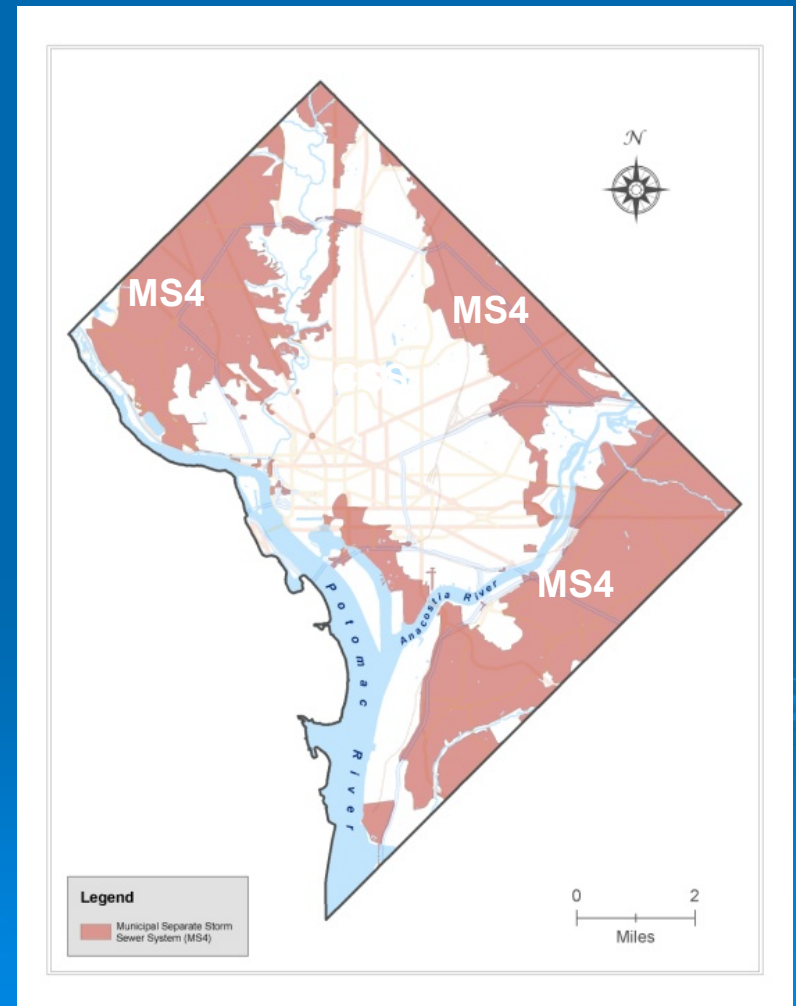 N
MS4
MS4
MS4
Anacostia River
Potomac River
Legend
Municipal Separate Storm
Sewer System (MS4)
0 2
Miles